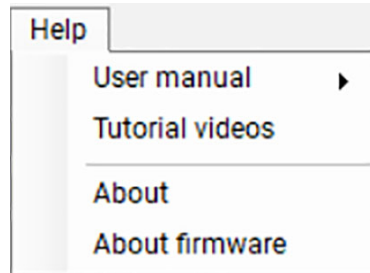 Help
User manual
Tutorial videos
About
About firmware